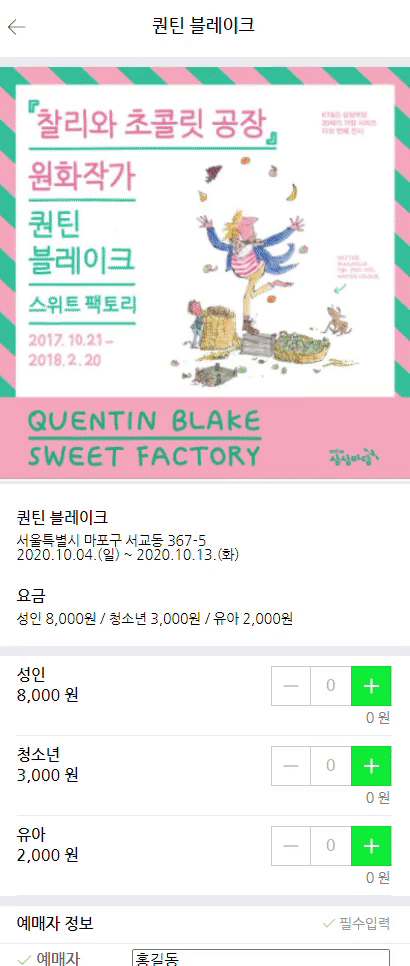 퀀틴 블레이크
『찰리와 초콜릿 공장』
원화작가
퀀틴
블레이크
스위트 팩토리
2017. 10. 21 –
2018. 2. 20
KT&G 상상마당
20세기 거장 시리즈
QUENTIN BLAKE
SWEET FACTORY
상상마당
퀀틴 블레이크
서울특별시 마포구 서교동 367-5
2020.10.04.(일) ~ 2020.10.13.(화)
요금
성인 8,000원 / 청소년 3,000원 / 유아 2,000원
성인
8,000 원
0
0 원
청소년
3,000 원
0
0 원
유아
2,000 원
0
0 원
예매자 정보
필수입력
예매자
홍길동